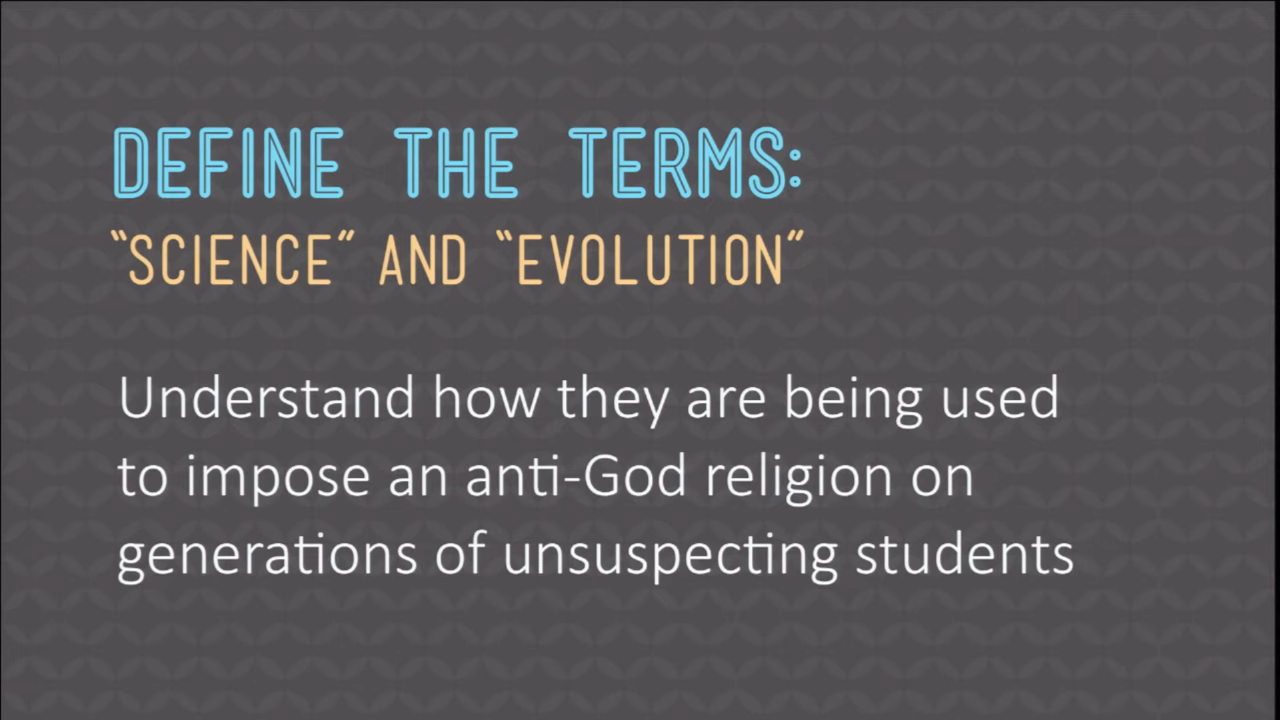 DEFINE THE TERMS:
"SCIENCE" AND "EVOLUTION"
Understand how they are being used
to impose an anti-God religion on
generations of unsuspecting students